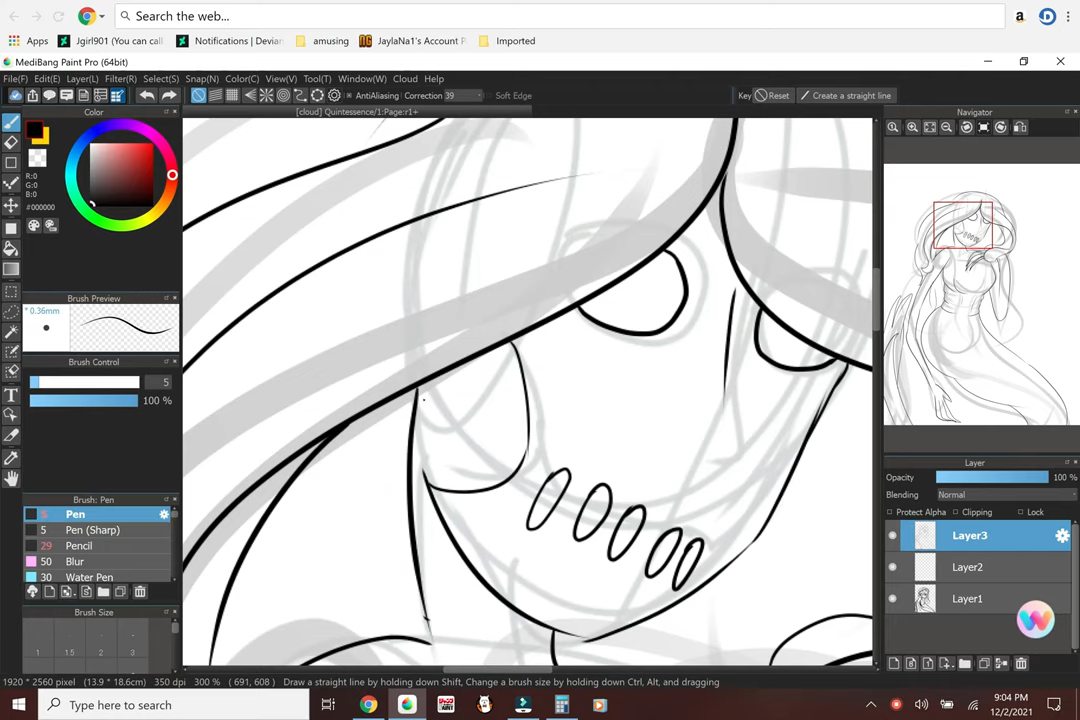 Search the web...
Apps
Jgirl901 (You can call
Notifications | Devian
amusing
JaylaNa1's Account P
Imported
MediBang Paint Pro (64bit)
File(F) Edit(E) Layer(L) Filter(R) Select(S) Snap(N) Color(C) View(V) Tool(T) Window(W) Cloud Help
AntiAliasing Correction 39 Soft Edge
Key Reset Create a straight line
Color
[cloud] Quintessence/1:Page:r1+
Navigator
R:0
G:0
B:0
#000000
Brush Preview
* 0.36mm
Brush Control
5
100 %
Brush: Pen
5 Pen
5 Pen (Sharp)
29 Pencil
50 Blur
30 Water Pen
Brush Size
1 1.5 2 3
Layer
Opacity 100 %
Blending Normal
Protect Alpha Clipping Lock
Layer3
Layer2
Layer1
1920 * 2560 pixel (13.9 * 18.6cm) 350 dpi 300 % ( 691, 608 ) Draw a straight line by holding down Shift, Change a brush size by holding down Ctrl, Alt, and dragging
Type here to search
9:04 PM
12/2/2021